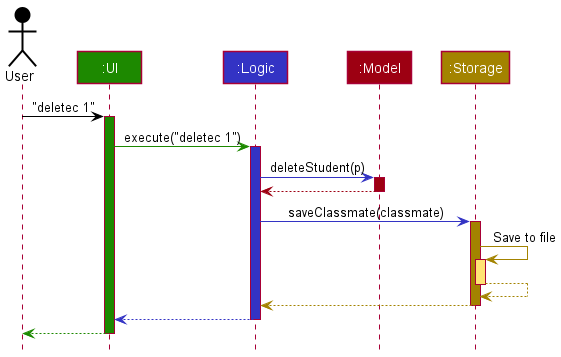 User
:UI
:Logic
:Model
:Storage
"deletec 1"
execute("deletec 1")
deleteStudent(p)
saveClassmate(classmate)
Save to file